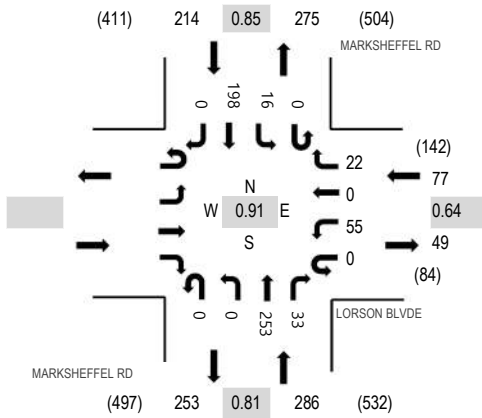 (411) 214 0.85 275 (504)
MARKSHEFFEL RD
0 198 16 0
22
(142)
77
0
N
W 0.91 E
S
0.64
55
49
0
(84)
0 0 253 33
LORSON BLVDE
MARKSHEFFEL RD
(497) 253 0.81 286 (532)